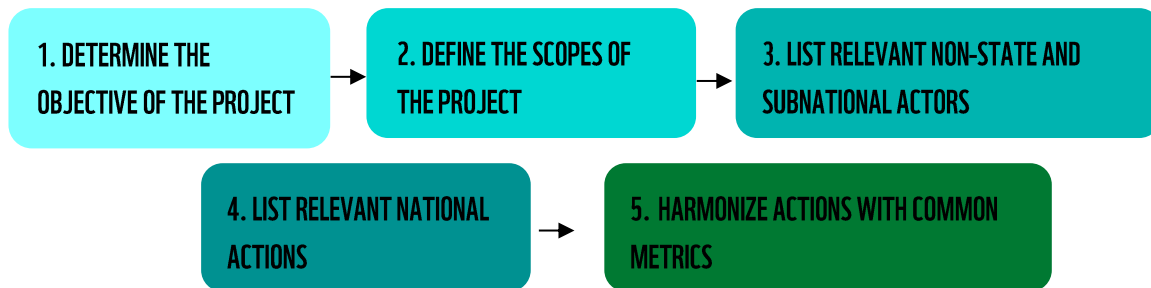 1. DETERMINE THE
OBJECTIVE OF THE PROJECT
2. DEFINE THE SCOPES OF
THE PROJECT
3. LIST RELEVANT NON-STATE AND
SUBNATIONAL ACTORS
4. LIST RELEVANT NATIONAL
ACTIONS
5. HARMONIZE ACTIONS WITH COMMON
METRICS